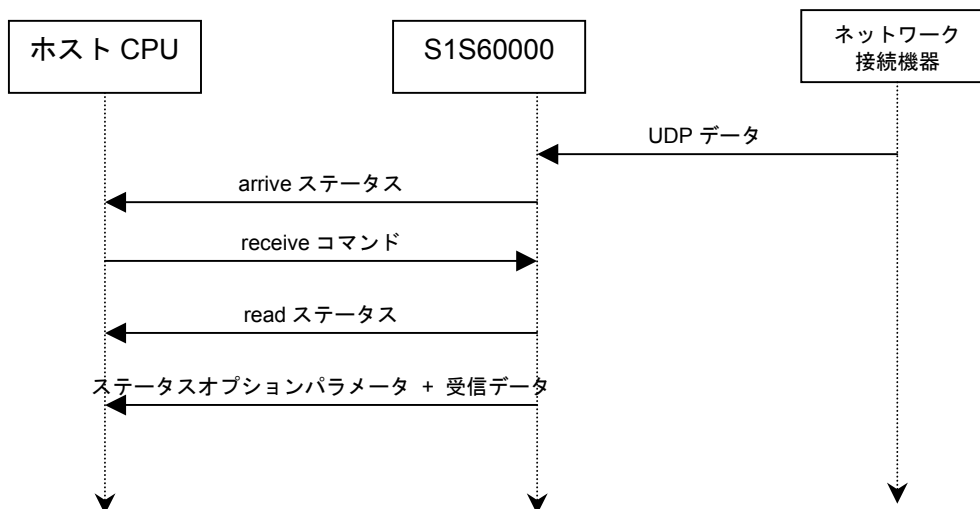 ホスト CPU
S1S60000
ネットワーク
接続機器
UDP データ
arrive ステータス
receive コマンド
read ステータス
ステータスオプションパラメータ + 受信データ